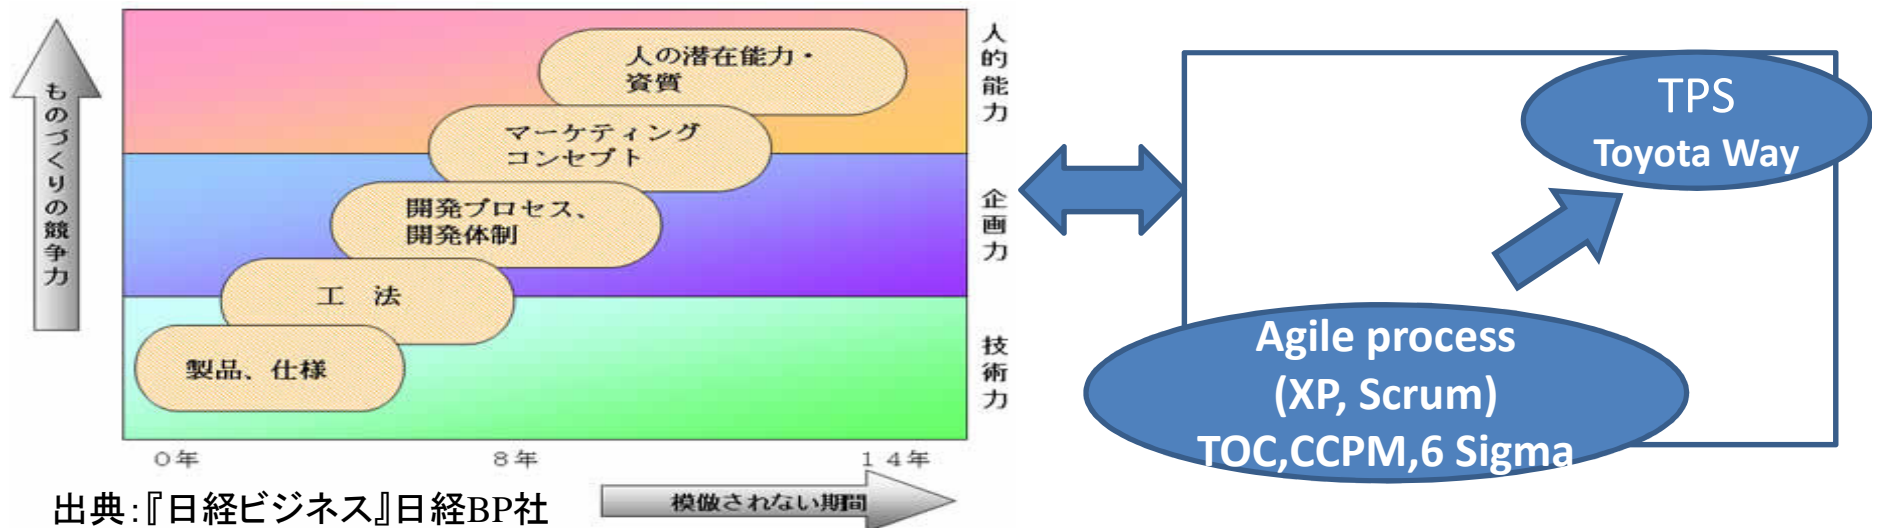 ものづくりの競争力
人の潜在能力・
資質
マーケティング
コンセプト
開発プロセス、
開発体制
工　法
製品、仕様
人的能力
企画力
技術力
０年
８年
１４年
模倣されない期間
出典：『日経ビジネス』日経BP社
TPS
Toyota Way
Agile process
(XP, Scrum)
TOC,CCPM,6 Sigma